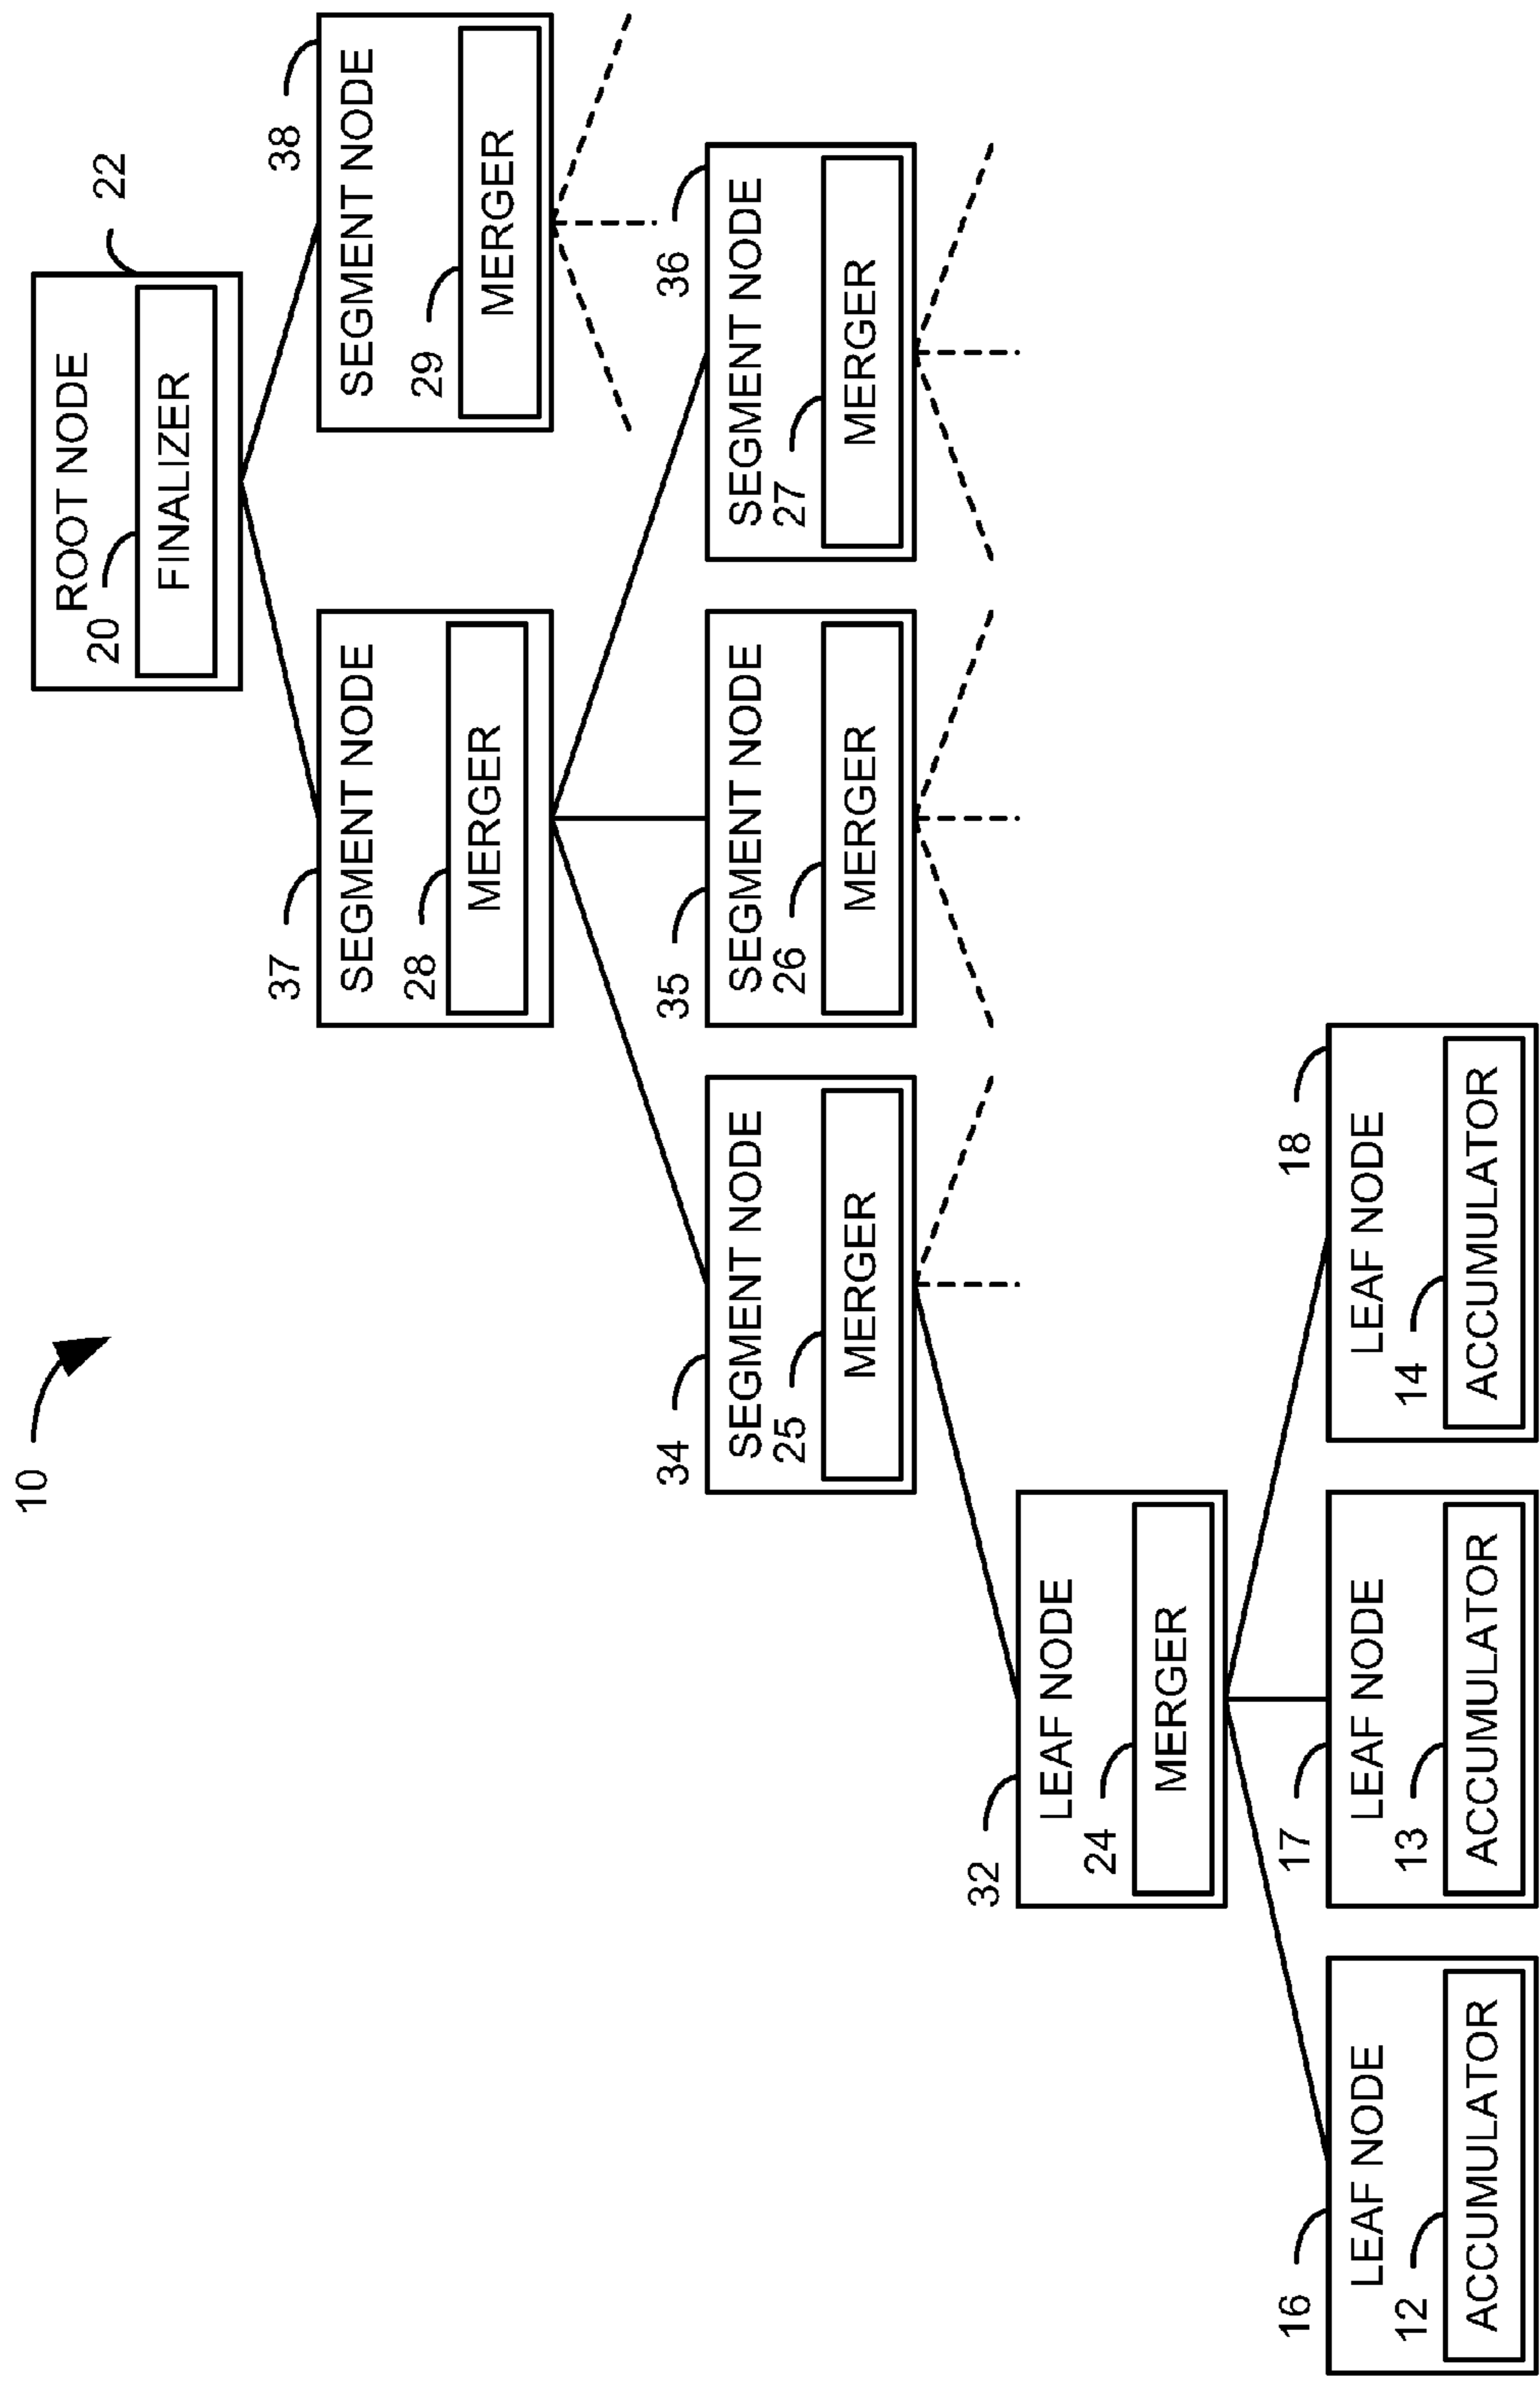 10
22
ROOT NODE
20
FINALIZER
37
SEGMENT NODE
28
MERGER
38
SEGMENT NODE
29
MERGER
34
SEGMENT NODE
25
MERGER
35
SEGMENT NODE
26
MERGER
36
SEGMENT NODE
27
MERGER
32
LEAF NODE
24
MERGER
16
LEAF NODE
12
ACCUMULATOR
17
LEAF NODE
13
ACCUMULATOR
18
LEAF NODE
14
ACCUMULATOR